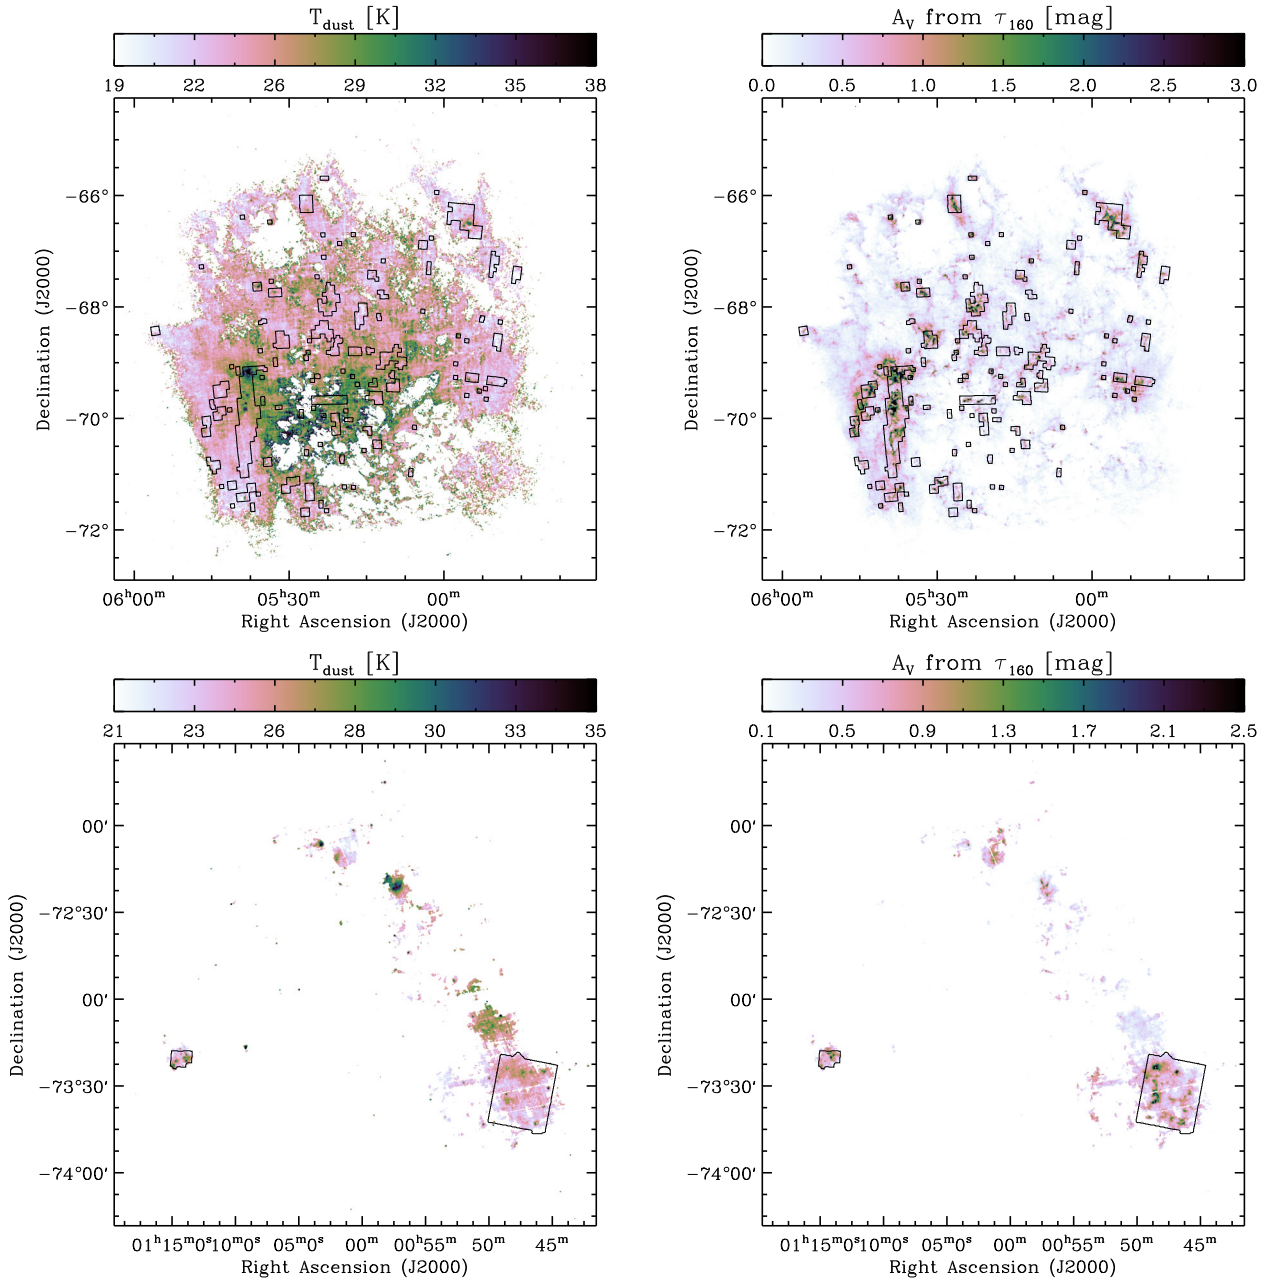 T_dust [K]
19 22 26 29 32 35 38
−66°
−68°
−70°
−72°
Declination (J2000)
06ʰ00ᵐ 05ʰ30ᵐ 00ᵐ
Right Ascension (J2000)
A_V from τ_160 [mag]
0.0 0.5 1.0 1.5 2.0 2.5 3.0
−66°
−68°
−70°
−72°
Declination (J2000)
06ʰ00ᵐ 05ʰ30ᵐ 00ᵐ
Right Ascension (J2000)
T_dust [K]
21 23 25 26 28 30 33 35
00′
−72°30′
00′
−73°30′
−74°00′
Declination (J2000)
01ʰ15ᵐ0ˢ10ᵐ0ˢ 05ᵐ0ˢ 00ᵐ 00ʰ55ᵐ 50ᵐ 45ᵐ
Right Ascension (J2000)
A_V from τ_160 [mag]
0.1 0.5 0.9 1.3 1.7 2.1 2.5
00′
−72°30′
00′
−73°30′
−74°00′
Declination (J2000)
01ʰ15ᵐ0ˢ10ᵐ0ˢ 05ᵐ0ˢ 00ᵐ 00ʰ55ᵐ 50ᵐ 45ᵐ
Right Ascension (J2000)